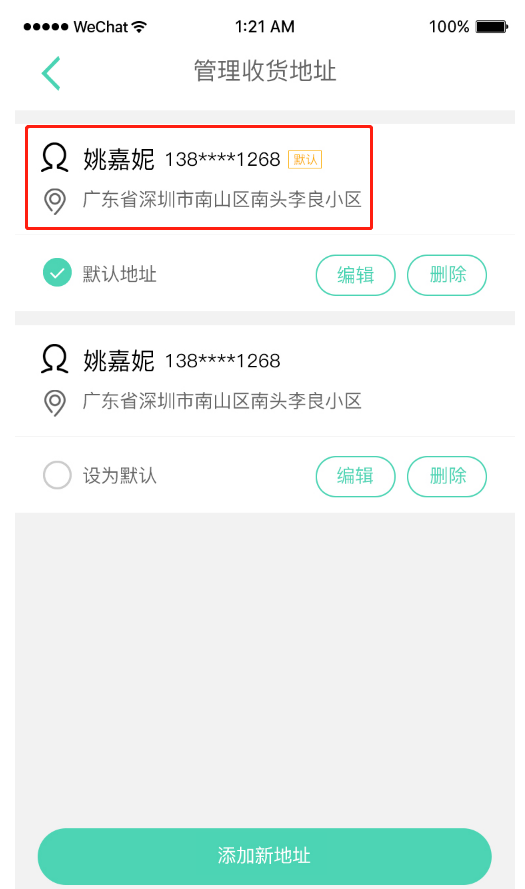 WeChat 1:21 AM 100%
管理收货地址
姚嘉妮 138****1268 默认
广东省深圳市南山区南头李良小区
默认地址 编辑 删除
姚嘉妮 138****1268
广东省深圳市南山区南头李良小区
设为默认 编辑 删除
添加新地址